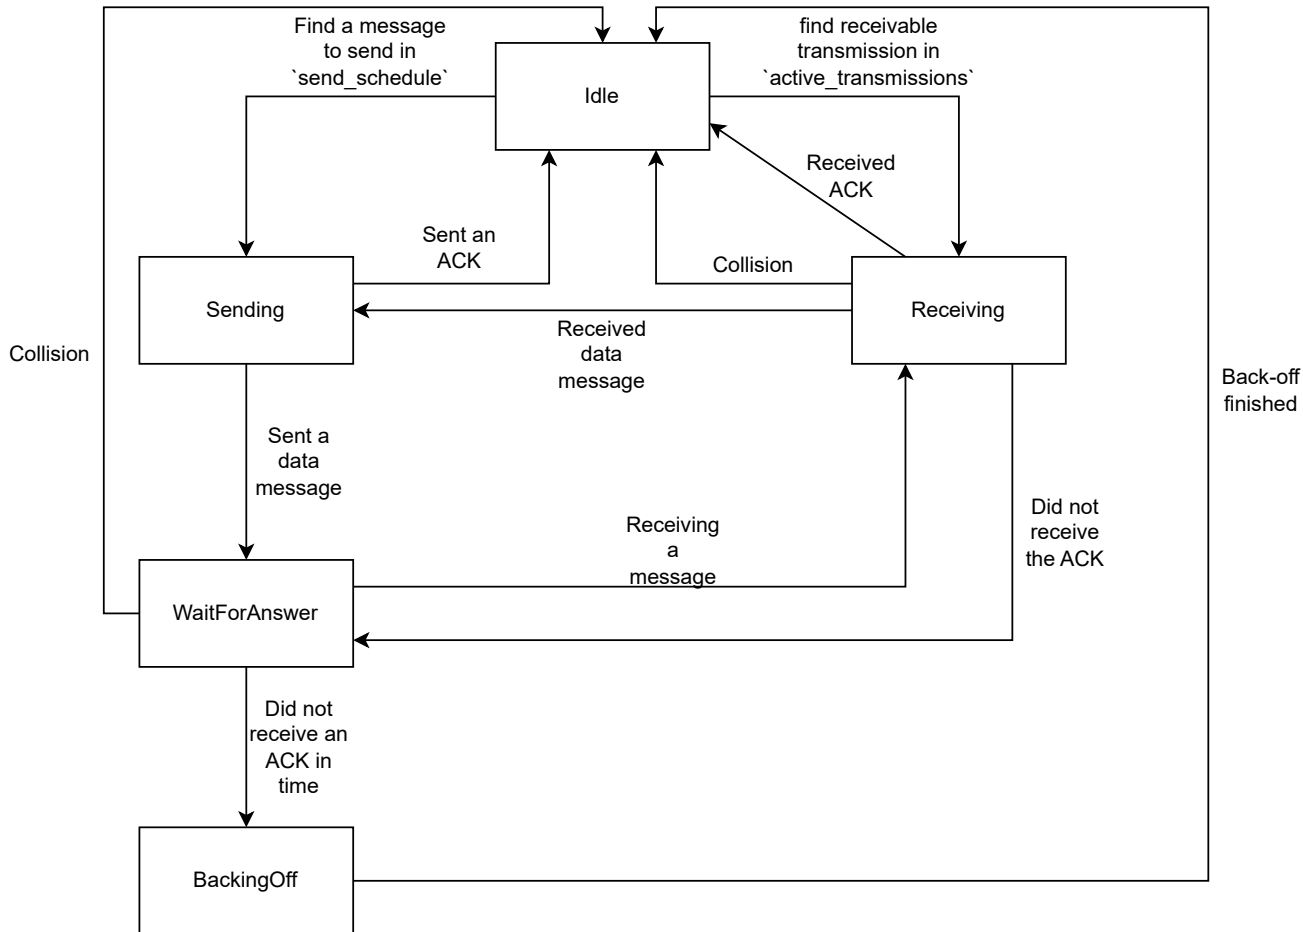 Find a message
to send in
`send_schedule`
find receivable
transmission in
`active_transmissions`
Idle
Received
ACK
Sent an
ACK
Collision
Sending
Receiving
Received
data
message
Collision
Back-off
finished
Sent a
data
message
Receiving
a
message
Did not
receive
the ACK
WaitForAnswer
Did not
receive an
ACK in
time
BackingOff